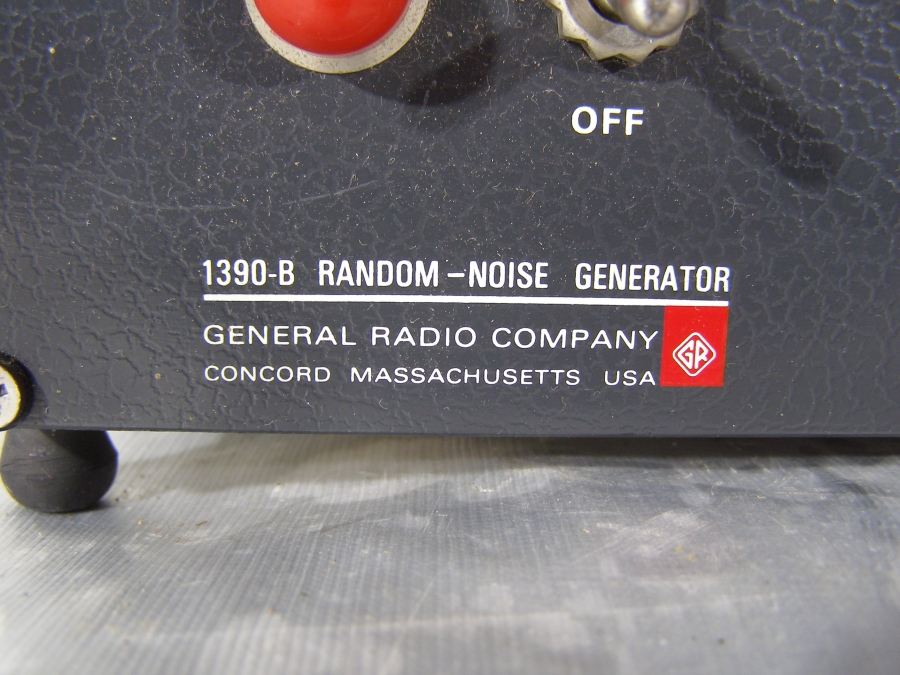 OFF
1390-B RANDOM-NOISE GENERATOR
GENERAL RADIO COMPANY
GR
CONCORD MASSACHUSETTS USA